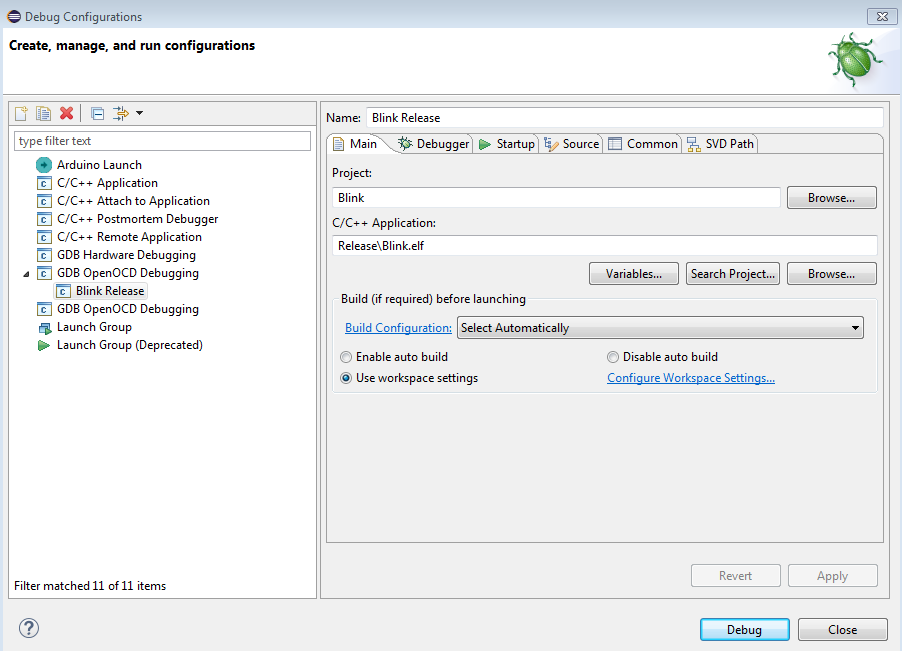 Debug Configurations
Create, manage, and run configurations
type filter text
Arduino Launch
C/C++ Application
C/C++ Attach to Application
C/C++ Postmortem Debugger
C/C++ Remote Application
GDB Hardware Debugging
GDB OpenOCD Debugging
Blink Release
GDB OpenOCD Debugging
Launch Group
Launch Group (Deprecated)
Filter matched 11 of 11 items
Name: Blink Release
Main Debugger Startup Source Common SVD Path
Project:
Blink Browse...
C/C++ Application:
Release\Blink.elf
Variables... Search Project... Browse...
Build (if required) before launching
Build Configuration: Select Automatically
Enable auto build Disable auto build
Use workspace settings Configure Workspace Settings...
Revert Apply
? Debug Close